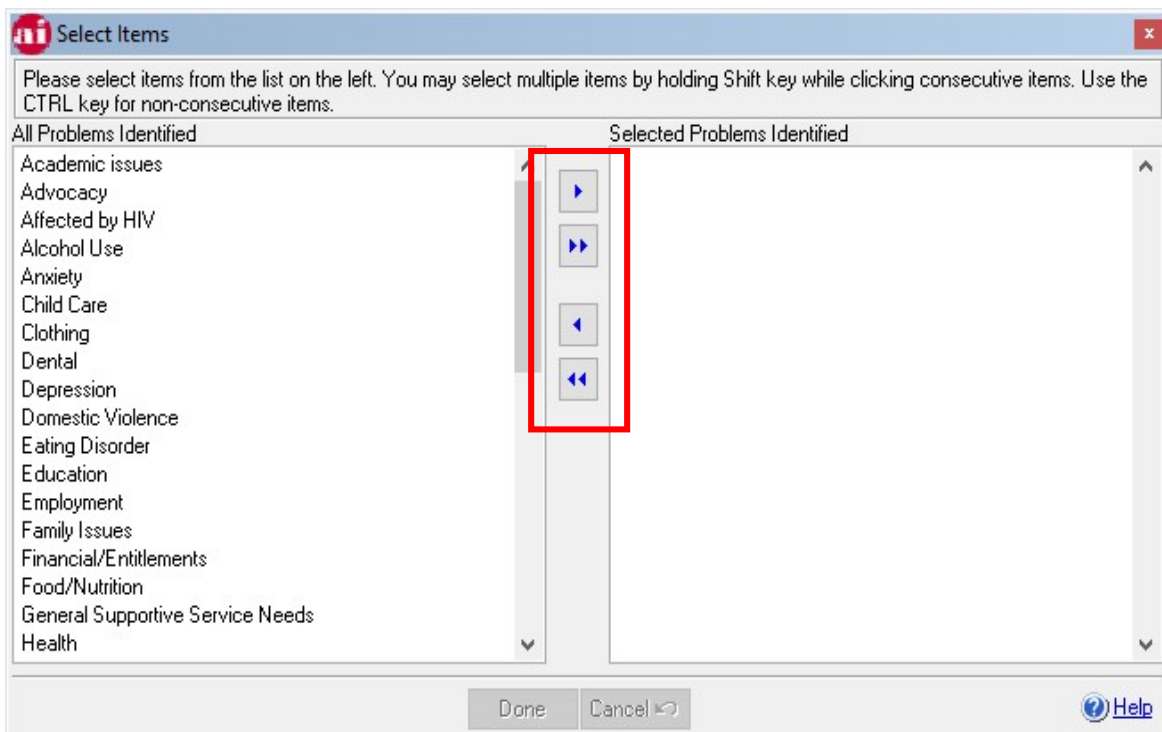 Select Items
Please select items from the list on the left. You may select multiple items by holding Shift key while clicking consecutive items. Use the
CTRL key for non-consecutive items.
All Problems Identified
Selected Problems Identified
Academic issues
Advocacy
Affected by HIV
Alcohol Use
Anxiety
Child Care
Clothing
Dental
Depression
Domestic Violence
Eating Disorder
Education
Employment
Family Issues
Financial/Entitlements
Food/Nutrition
General Supportive Service Needs
Health
Done
Cancel
Help